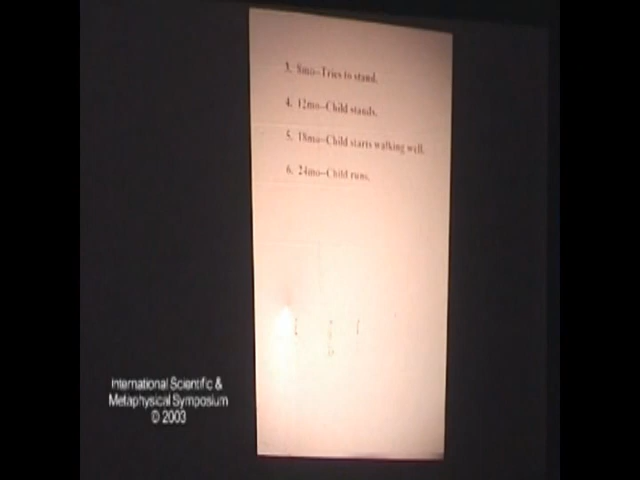 3. 8mo–Tries to stand.
4. 12mo–Child stands.
5. 18mo–Child starts walking well.
6. 24mo–Child runs.
International Scientific &
Metaphysical Symposium
© 2003